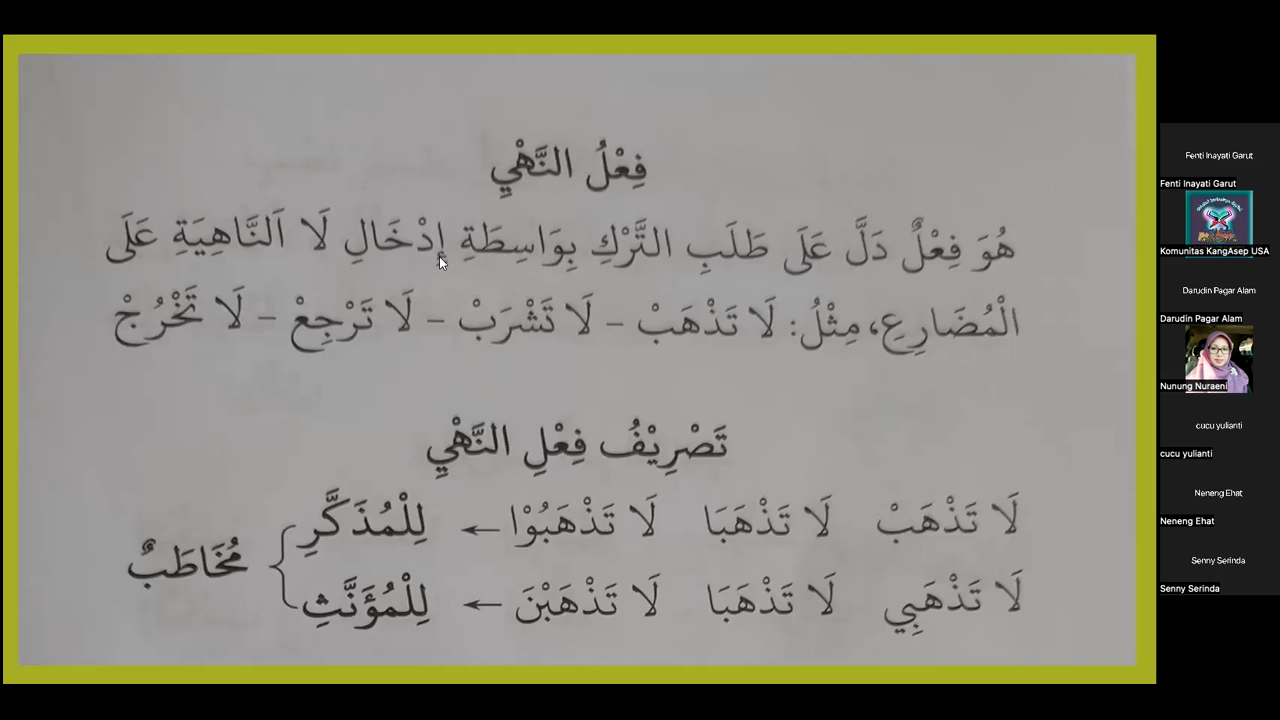 فِعْلُ النَّهْيِ
هُوَ فِعْلٌ دَلَّ عَلَى طَلَبِ التَّرْكِ بِوَاسِطَةِ إِدْخَالِ لَا اَلنَّاهِيَةِ عَلَى
الْمُضَارِعِ، مِثْلُ: لَا تَذْهَبْ – لَا تَشْرَبْ – لَا تَرْجِعْ – لَا تَخْرُجْ
تَصْرِيْفُ فِعْلِ النَّهْيِ
لَا تَذْهَبْ لَا تَذْهَبَا لَا تَذْهَبُوْا ← لِلْمُذَكَّرِ
مُخَاطَبٌ
لَا تَذْهَبِي لَا تَذْهَبَا لَا تَذْهَبْنَ ← لِلْمُؤَنَّثِ
Fenti Inayati Garut
Fenti Inayati Garut
Komunitas KangAsep USA
Darudin Pagar Alam
Darudin Pagar Alam
Nunung Nuraeni
cucu yulianti
cucu yulianti
Neneng Ehat
Neneng Ehat
Senny Serinda
Senny Serinda